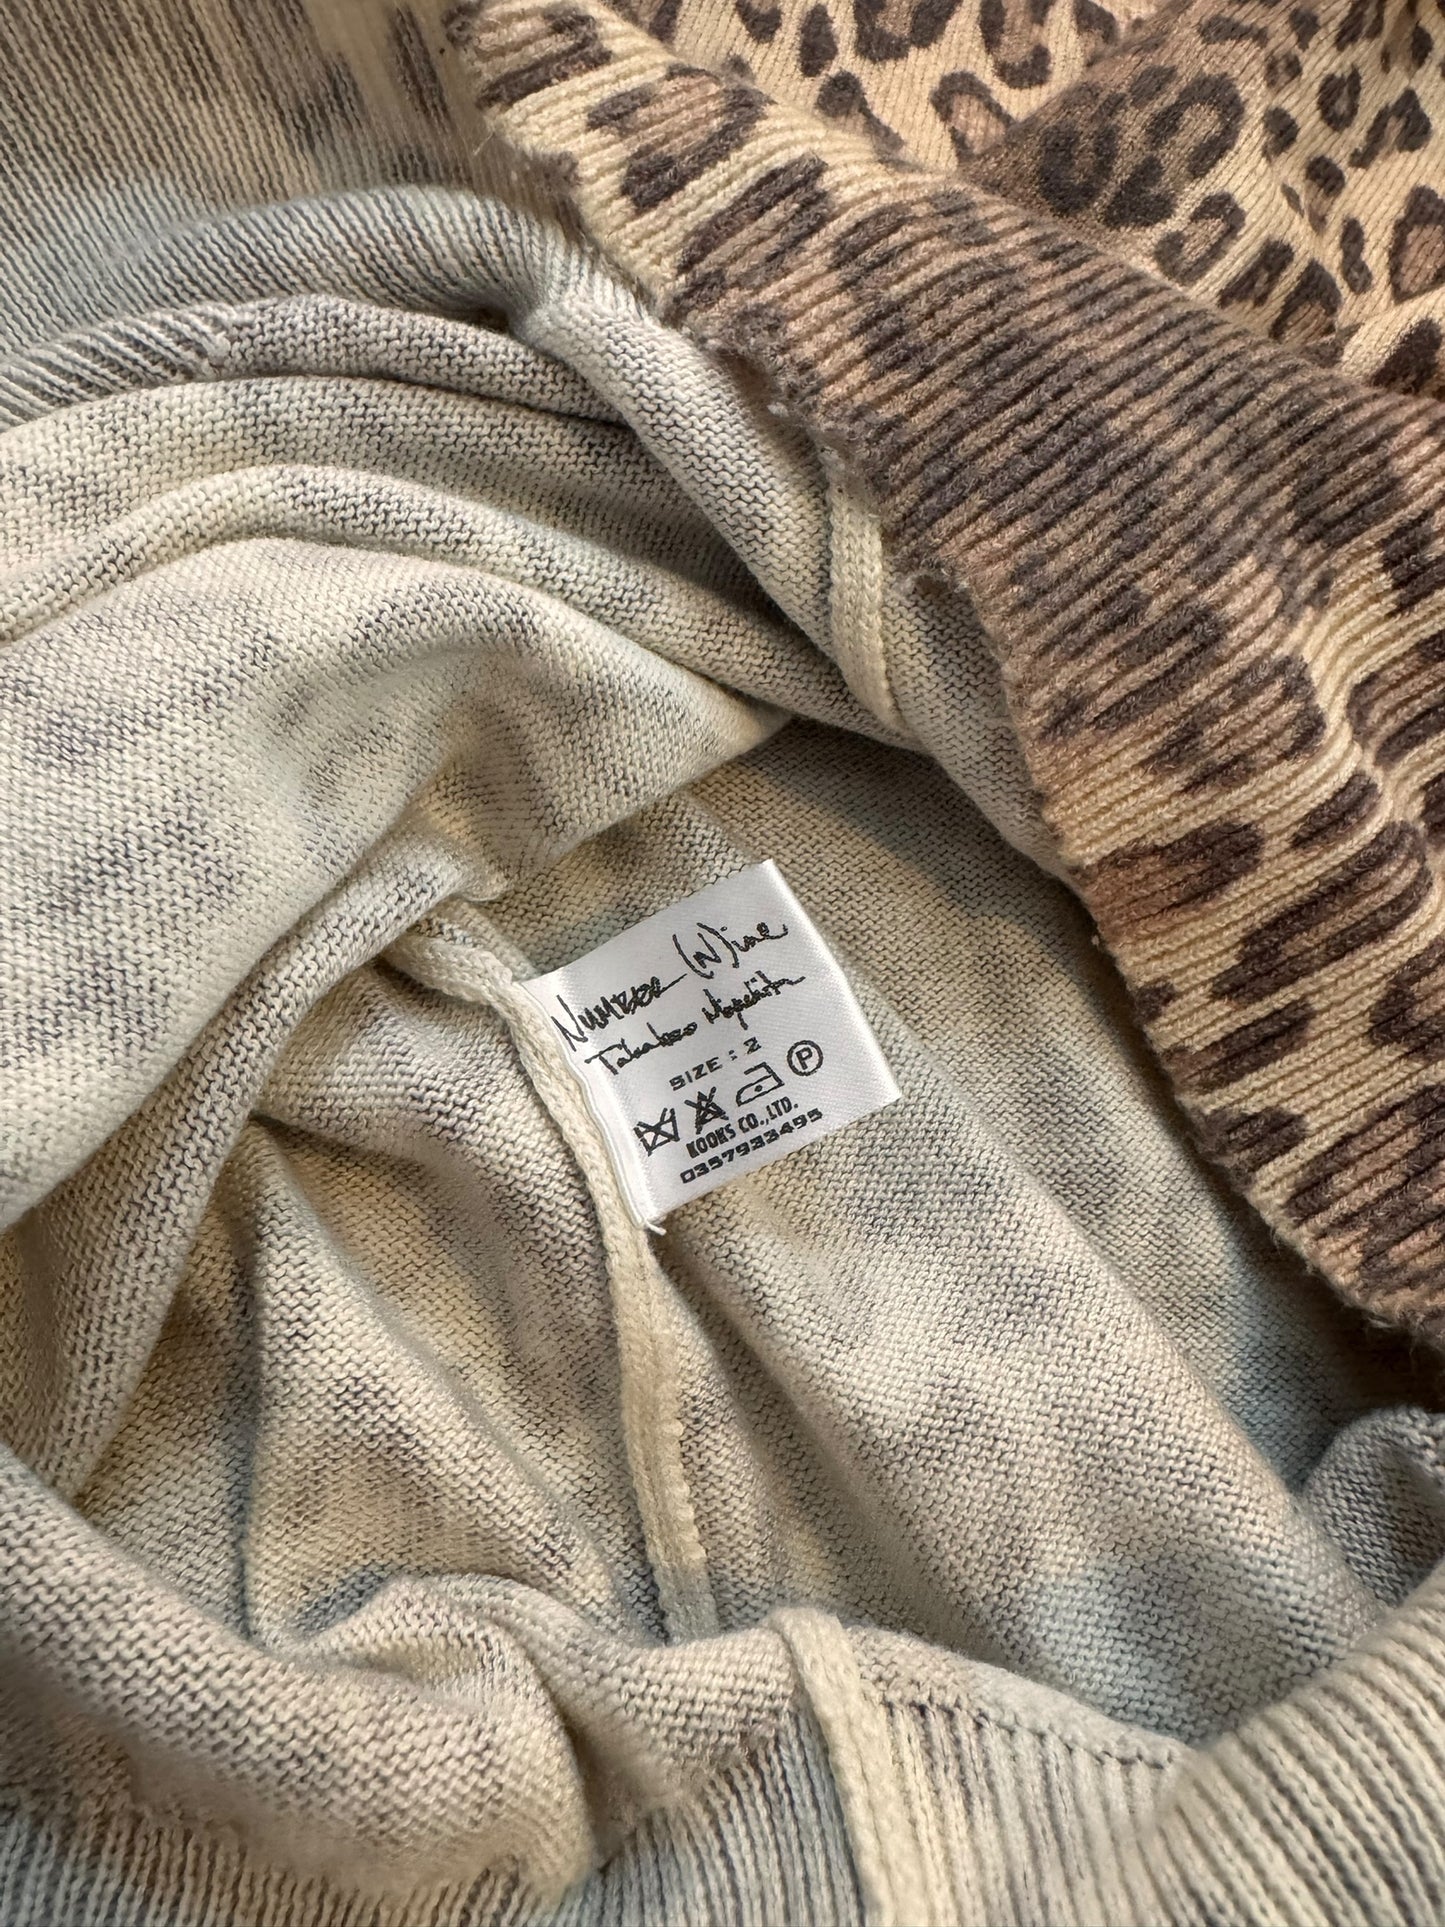 NUMBER (N)ine
Takahiro Miyashita
SIZE : 2
P
KOOKS CO.,LTD.
0357933495